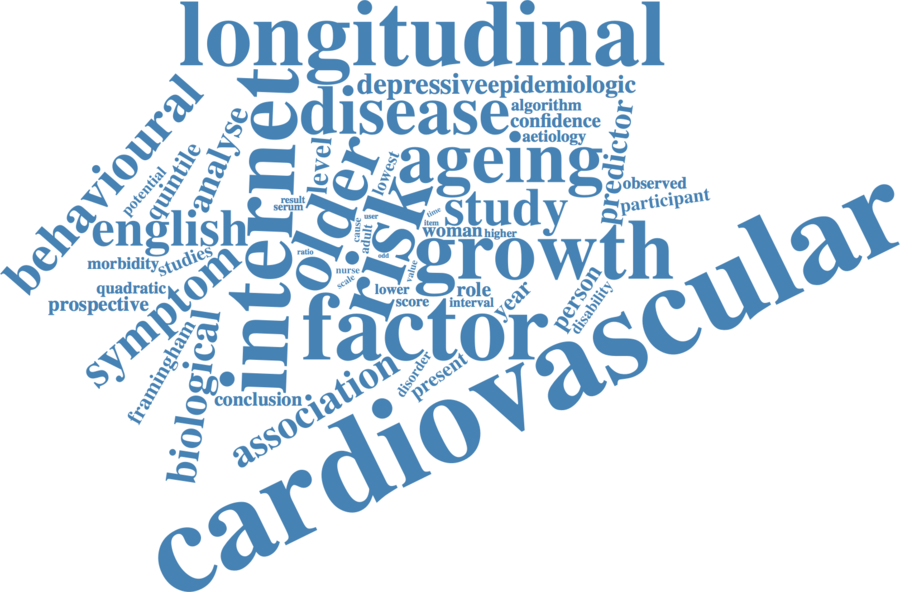 longitudinal
depressive
epidemiologic
disease
algorithm
confidence
aetiology
behavioural
internet
analyse
quintile
potential
level
older
lowest
ageing
predictor
observed
participant
result
serum
risk
study
time
user
item
cause
adult
woman
higher
english
studies
morbidity
ratio
odd
growth
cardiovascular
nurse
scale
value
quadratic
prospective
symptom
lower
role
score
interval
year
person
disability
factor
framingham
biological
conclusion
association
disorder
present